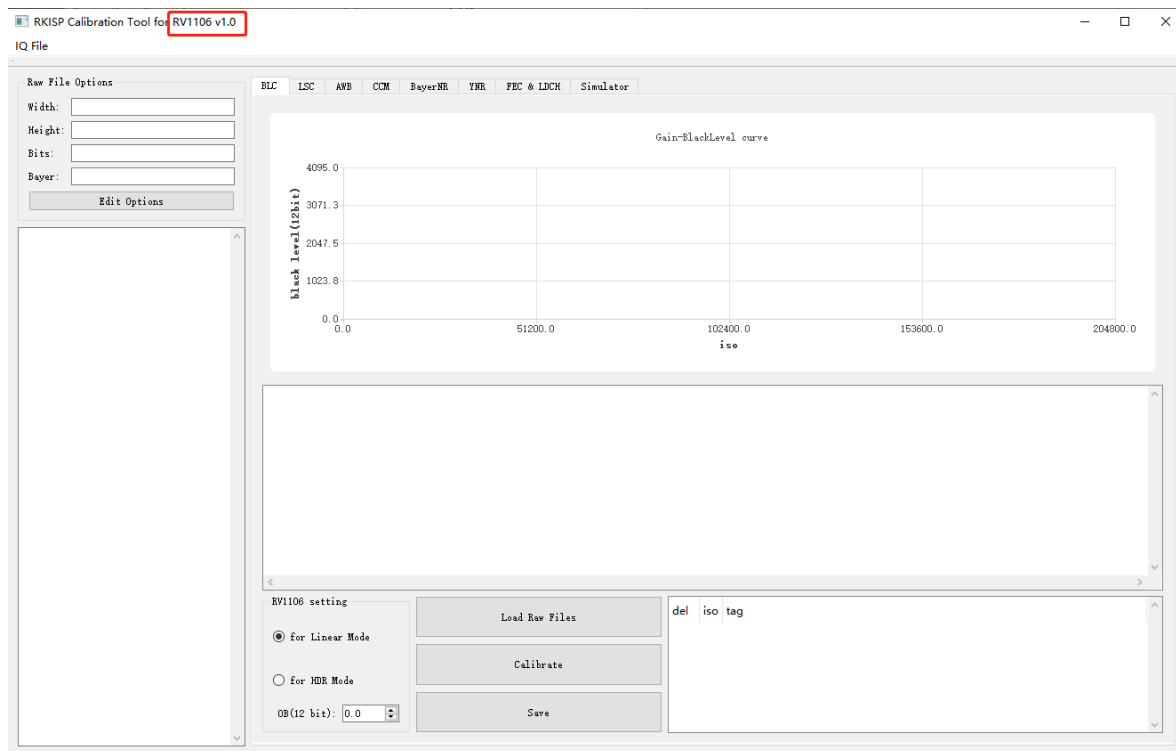 RKISP Calibration Tool for RV1106 v1.0
IQ File
Raw File Options
Width:
Height:
Bits:
Bayer:
Edit Options
BLC LSC AWB CCM BayerNR YNR FEC & LDCH Simulator
Gain-BlackLevel curve
black level(12bit)
4095.0
3071.3
2047.5
1023.8
0.0
0.0 51200.0 102400.0 153600.0 204800.0
iso
RV1106 setting
for Linear Mode
for HDR Mode
OB(12 bit): 0.0
Load Raw Files
Calibrate
Save
del iso tag